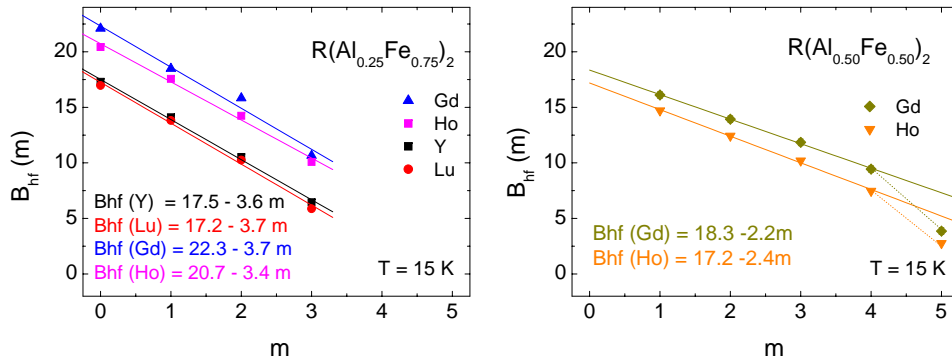 R(Al0.25Fe0.75)2
Gd
Ho
Y
Lu
Bhf (Y) = 17.5 - 3.6 m
Bhf (Lu) = 17.2 - 3.7 m
Bhf (Gd) = 22.3 - 3.7 m
Bhf (Ho) = 20.7 - 3.4 m
T = 15 K
Bhf (m)
20
15
10
5
0
0 1 2 3 4 5
m
R(Al0.50Fe0.50)2
Gd
Ho
Bhf (Gd) = 18.3 -2.2m
Bhf (Ho) = 17.2 -2.4m
T = 15 K
Bhf (m)
20
15
10
5
0
0 1 2 3 4 5
m